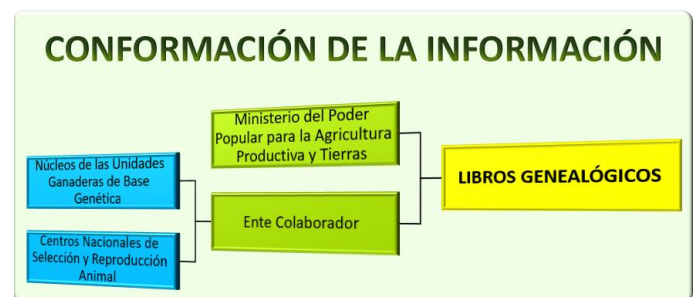 CONFORMACIÓN DE LA INFORMACIÓN
Ministerio del Poder
Popular para la Agricultura
Productiva y Tierras
Núcleos de las Unidades
Ganaderas de Base
Genética
LIBROS GENEALÓGICOS
Ente Colaborador
Centros Nacionales de
Selección y Reproducción
Animal